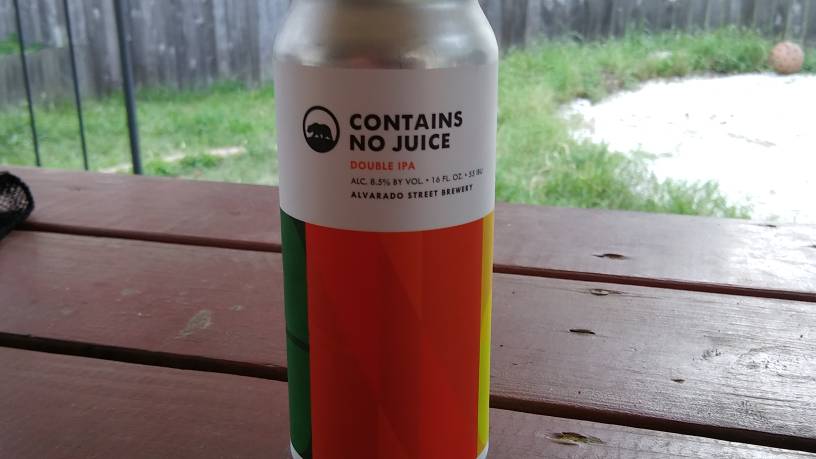 CONTAINS
NO JUICE
DOUBLE IPA
ALC. 8.5% BY VOL. • 16 FL. OZ. • 55 IBU
ALVARADO STREET BREWERY